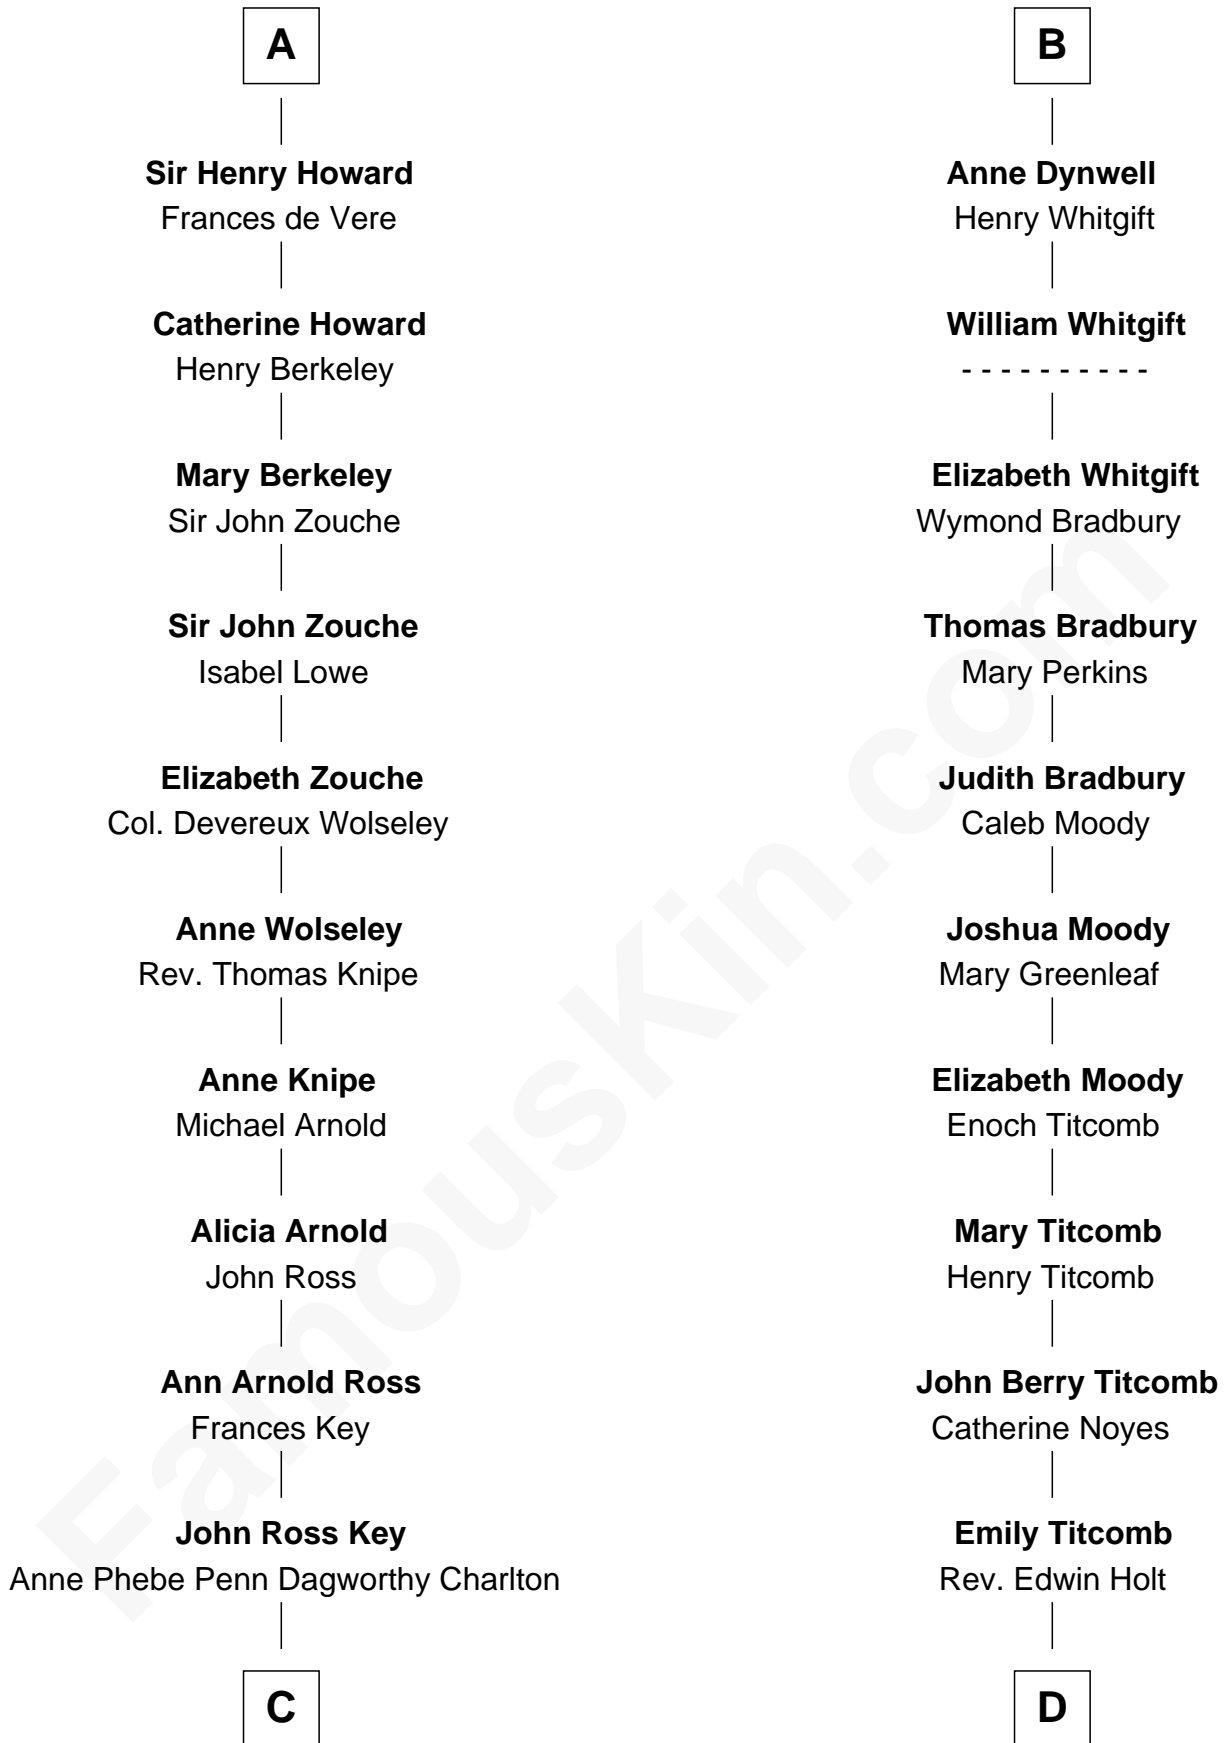 A
Sir Henry Howard
Frances de Vere
Catherine Howard
Henry Berkeley
Mary Berkeley
Sir John Zouche
Sir John Zouche
Isabel Lowe
Elizabeth Zouche
Col. Devereux Wolseley
Anne Wolseley
Rev. Thomas Knipe
Anne Knipe
Michael Arnold
Alicia Arnold
John Ross
Ann Arnold Ross
Frances Key
John Ross Key
Anne Phebe Penn Dagworthy Charlton
C
B
Anne Dynwell
Henry Whitgift
William Whitgift
- - - - - - - - - -
Elizabeth Whitgift
Wymond Bradbury
Thomas Bradbury
Mary Perkins
Judith Bradbury
Caleb Moody
Joshua Moody
Mary Greenleaf
Elizabeth Moody
Enoch Titcomb
Mary Titcomb
Henry Titcomb
John Berry Titcomb
Catherine Noyes
Emily Titcomb
Rev. Edwin Holt
D
FamousKin.com